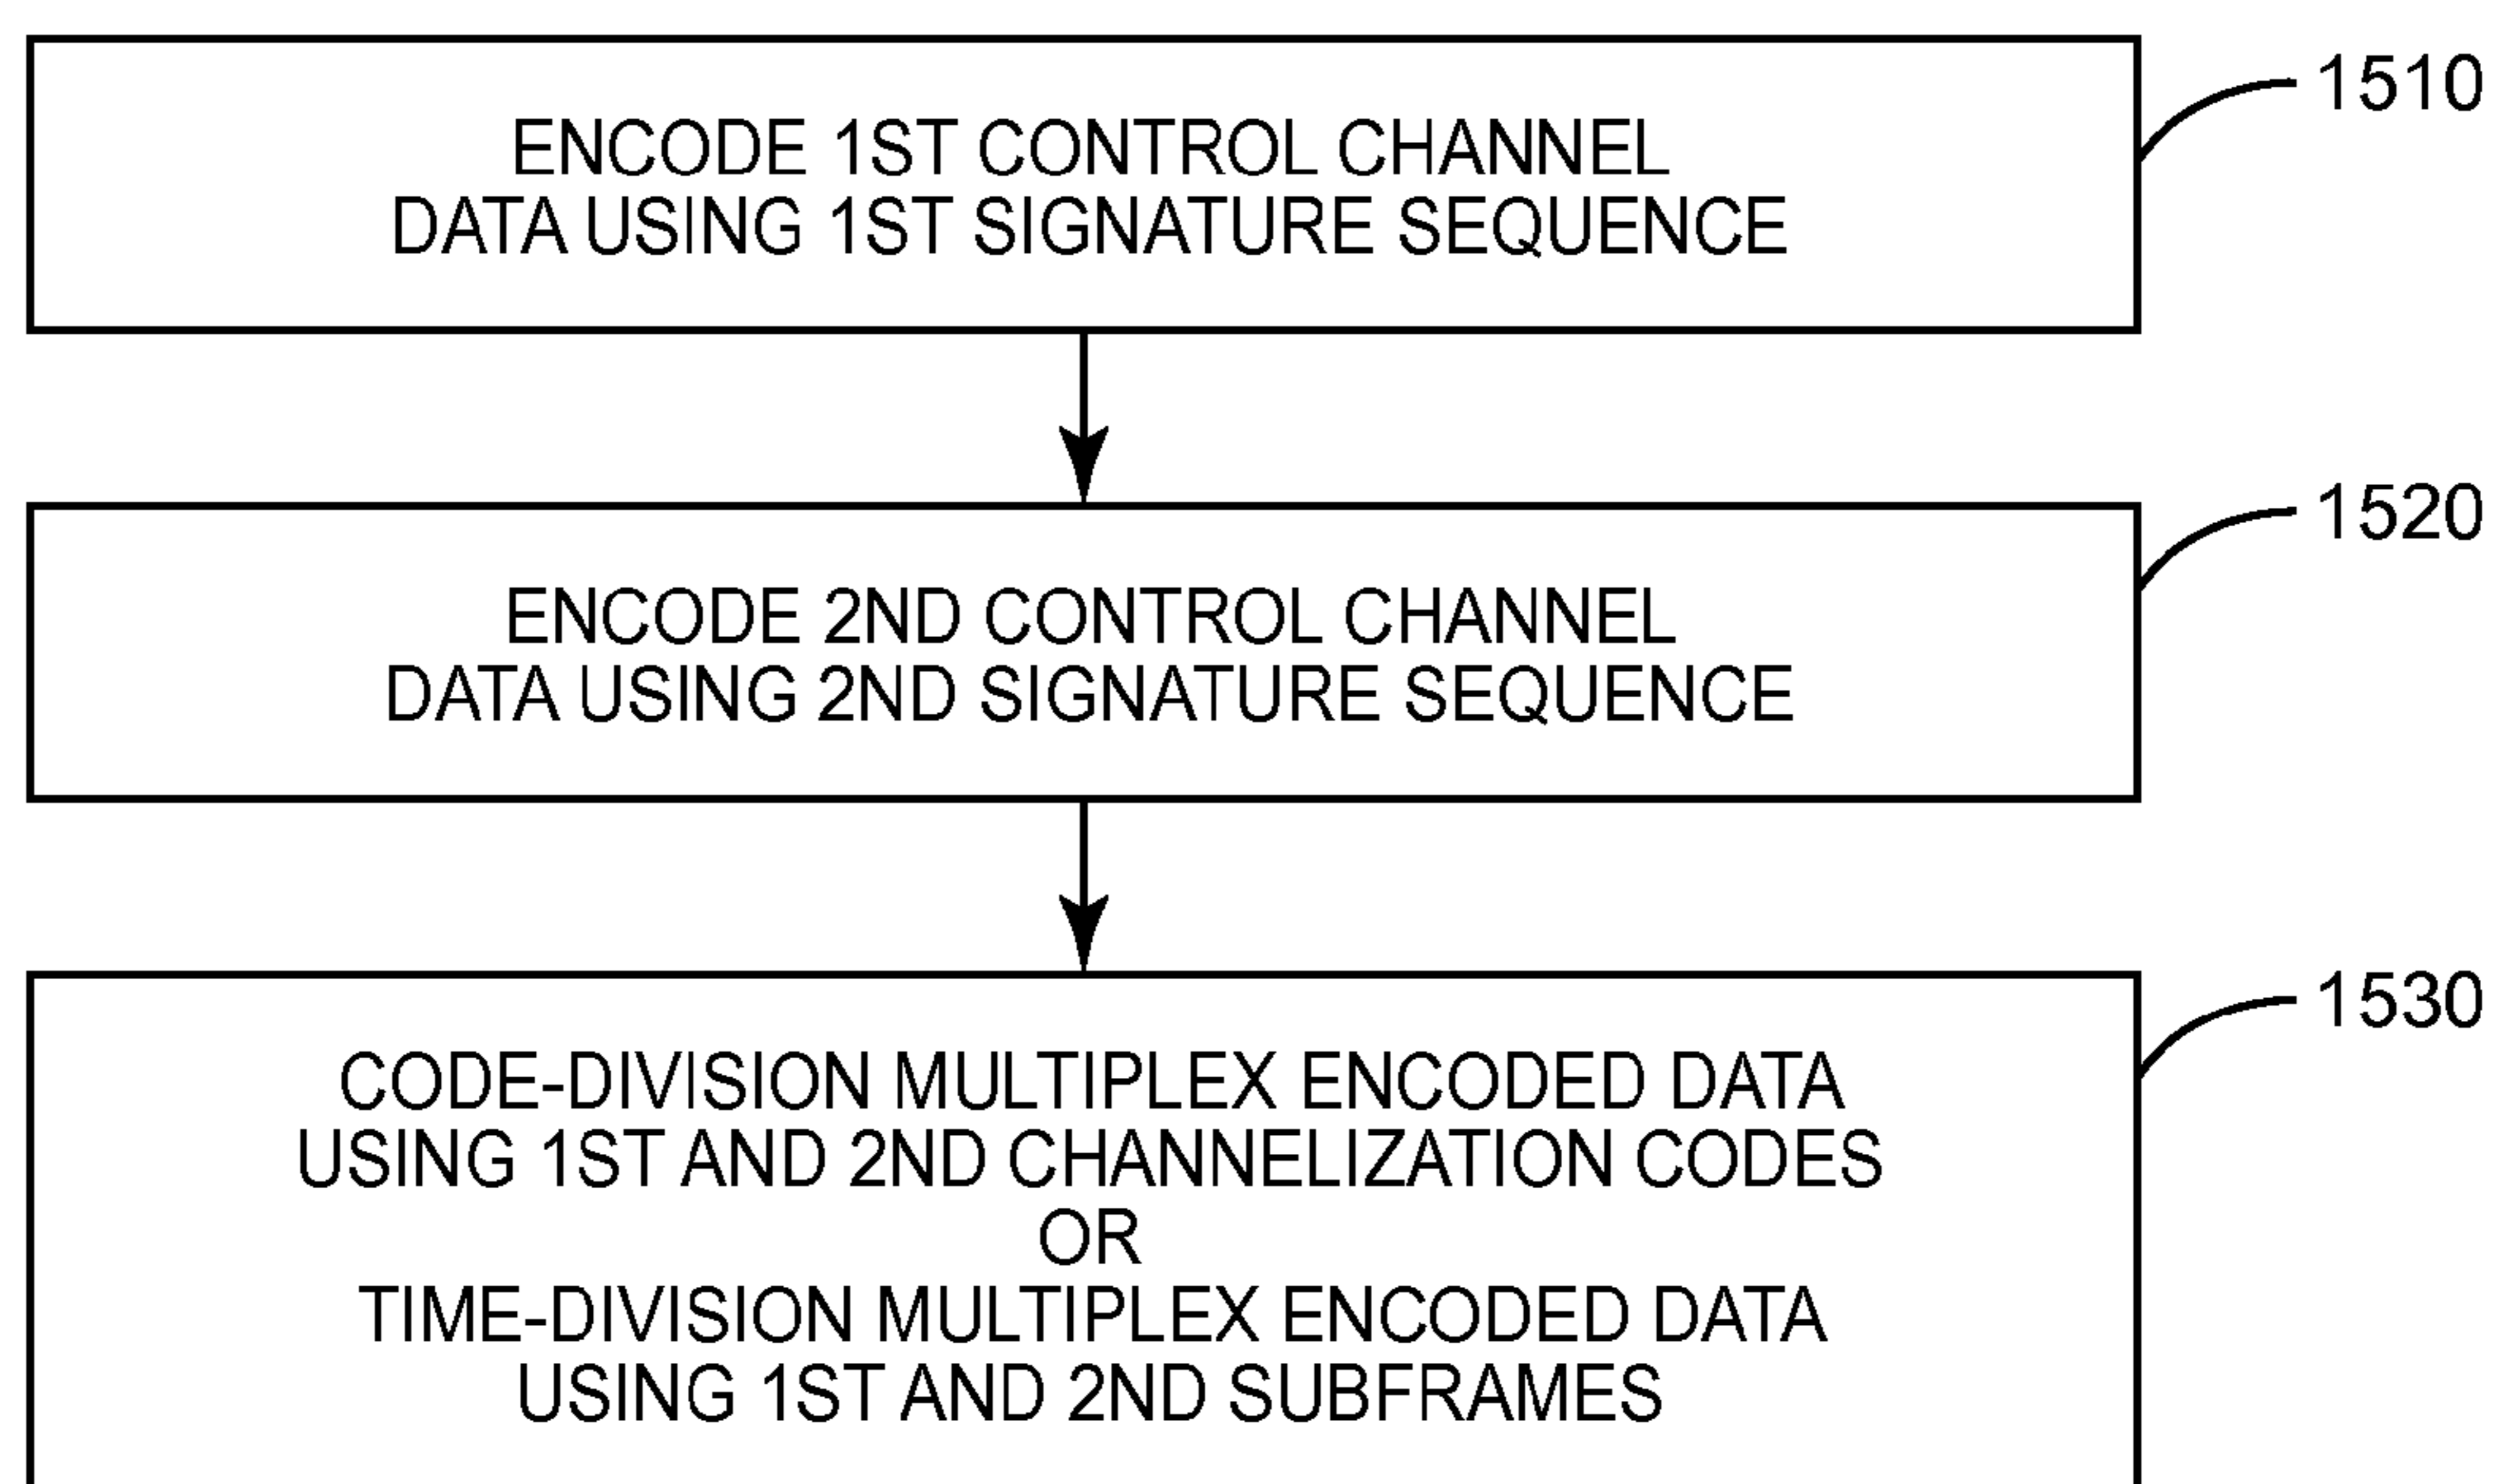 ENCODE 1ST CONTROL CHANNEL
DATA USING 1ST SIGNATURE SEQUENCE
1510
ENCODE 2ND CONTROL CHANNEL
DATA USING 2ND SIGNATURE SEQUENCE
1520
CODE-DIVISION MULTIPLEX ENCODED DATA
USING 1ST AND 2ND CHANNELIZATION CODES
OR
TIME-DIVISION MULTIPLEX ENCODED DATA
USING 1ST AND 2ND SUBFRAMES
1530